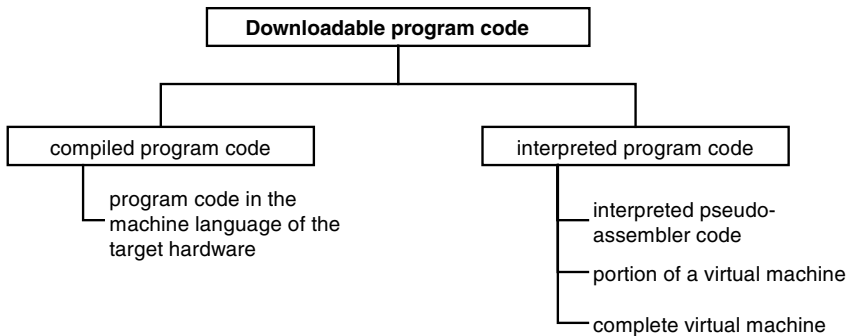 Downloadable program code
compiled program code
program code in the
machine language of the
target hardware
interpreted program code
interpreted pseudo-
assembler code
portion of a virtual machine
complete virtual machine